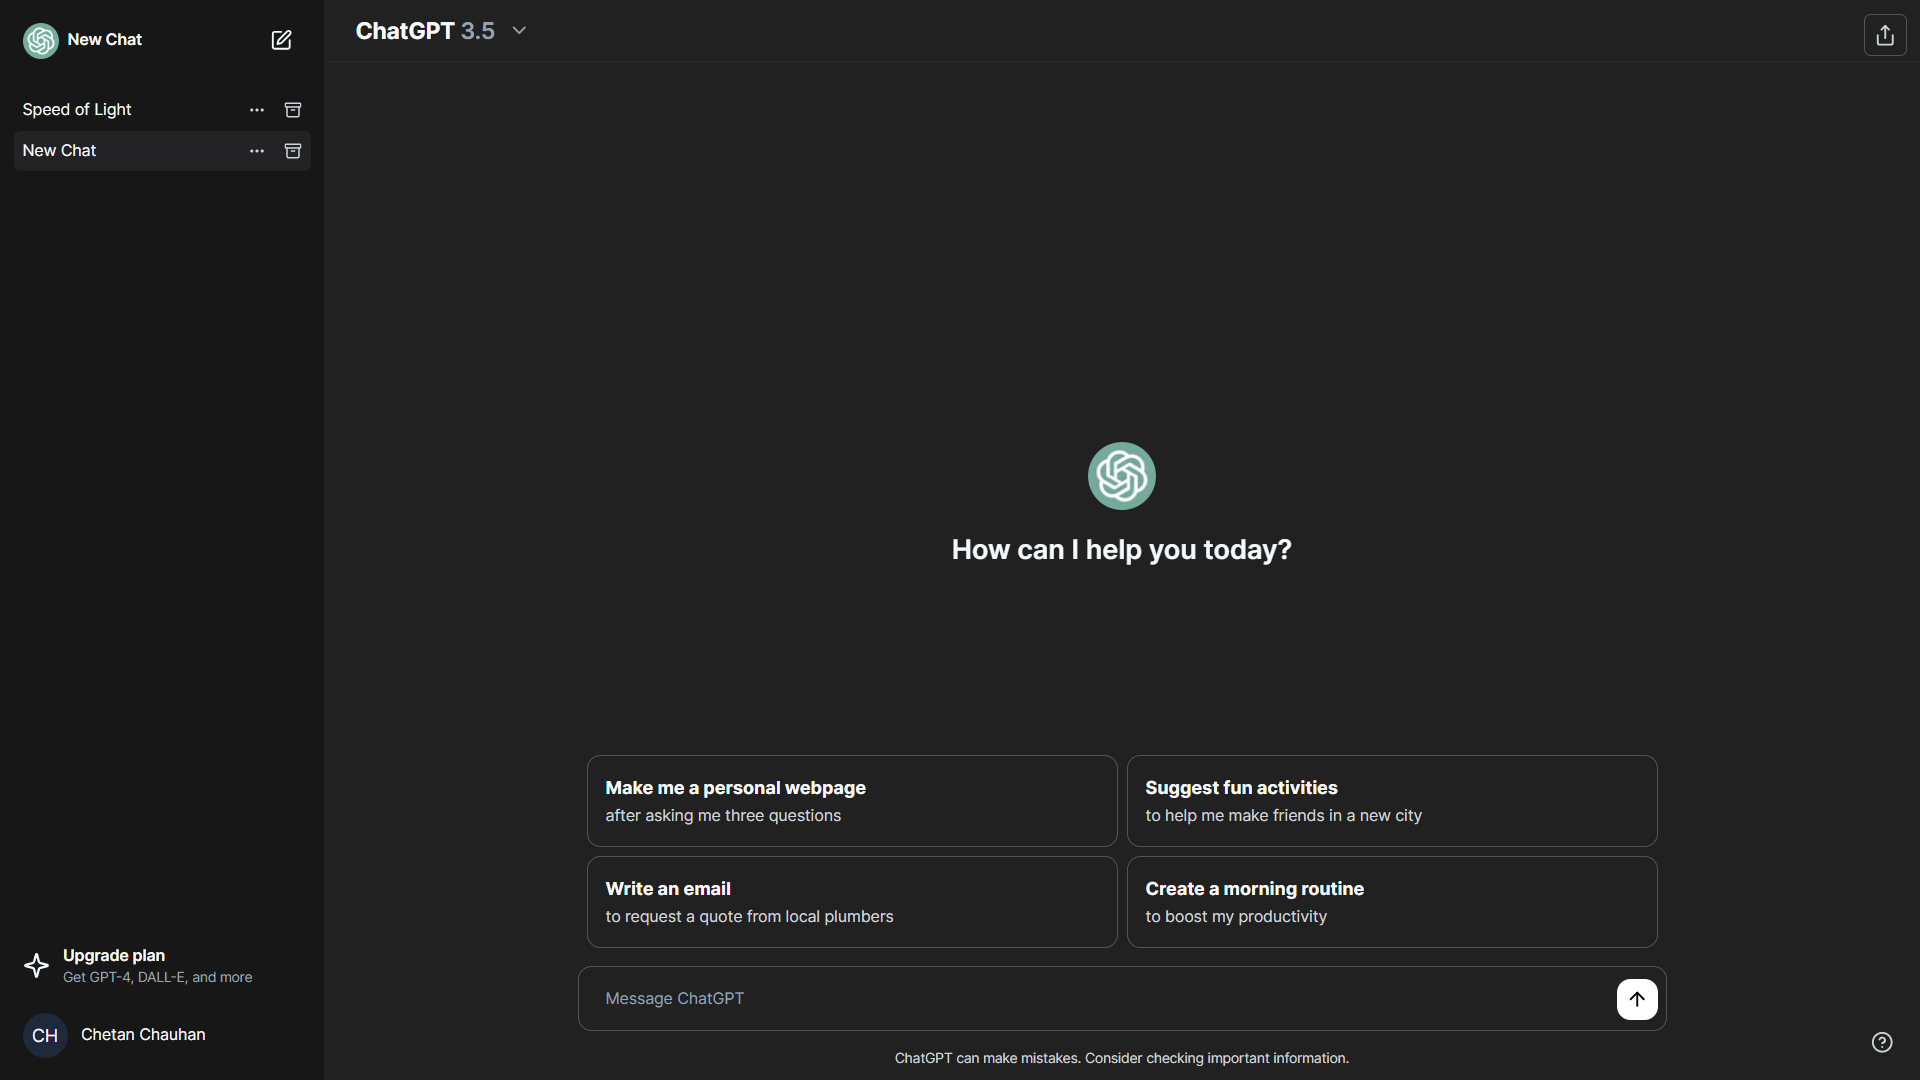 New Chat
Speed of Light
New Chat
Upgrade plan
Get GPT-4, DALL-E, and more
CH
Chetan Chauhan
ChatGPT 3.5
How can I help you today?
Make me a personal webpage
after asking me three questions
Suggest fun activities
to help me make friends in a new city
Write an email
to request a quote from local plumbers
Create a morning routine
to boost my productivity
Message ChatGPT
ChatGPT can make mistakes. Consider checking important information.